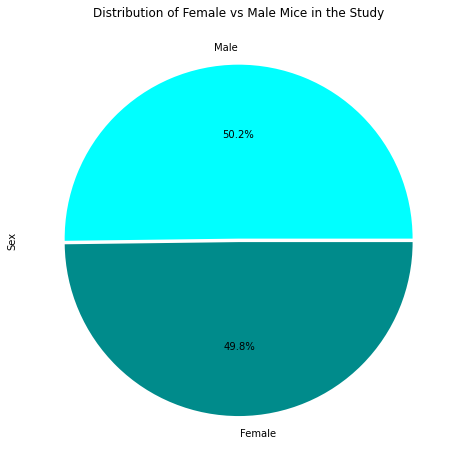 Distribution of Female vs Male Mice in the Study
Male
50.2%
Sex
49.8%
Female